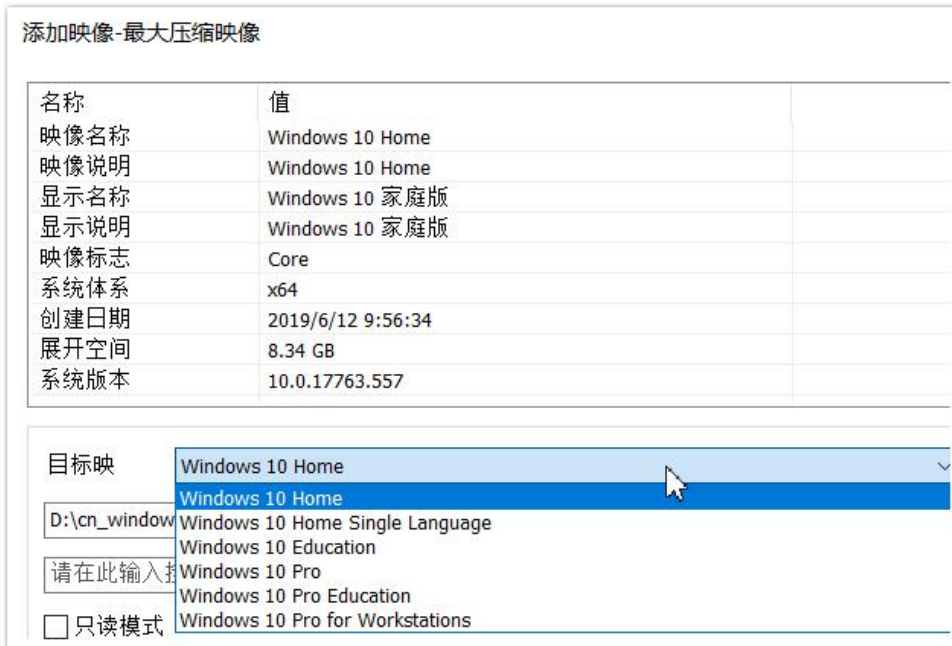 添加映像-最大压缩映像
名称 值
映像名称 Windows 10 Home
映像说明 Windows 10 Home
显示名称 Windows 10 家庭版
显示说明 Windows 10 家庭版
映像标志 Core
系统体系 x64
创建日期 2019/6/12 9:56:34
展开空间 8.34 GB
系统版本 10.0.17763.557
目标映 Windows 10 Home
Windows 10 Home
D:\cn_window
Windows 10 Home Single Language
Windows 10 Education
请在此输入
Windows 10 Pro
Windows 10 Pro Education
只读模式
Windows 10 Pro for Workstations